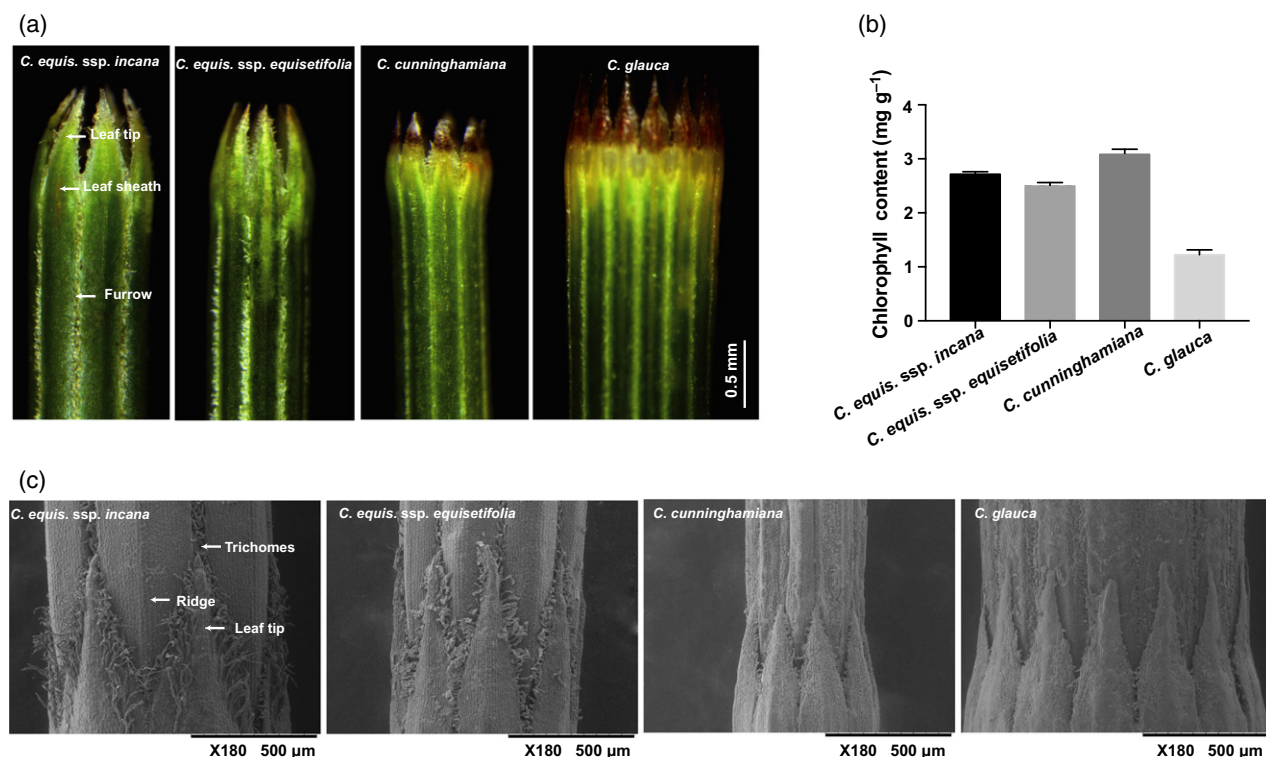 (a)
C. equis. ssp. incana
C. equis. ssp. equisetifolia
C. cunninghamiana
C. glauca
Leaf tip
Leaf sheath
Furrow
0.5 mm
(b)
Chlorophyll content (mg g⁻¹)
4
3
2
1
0
C. equis. ssp. incana
C. equis. ssp. equisetifolia
C. cunninghamiana
C. glauca
(c)
C. equis. ssp. incana
Trichomes
Ridge
Leaf tip
X180 500 µm
C. equis. ssp. equisetifolia
X180 500 µm
C. cunninghamiana
X180 500 µm
C. glauca
X180 500 µm